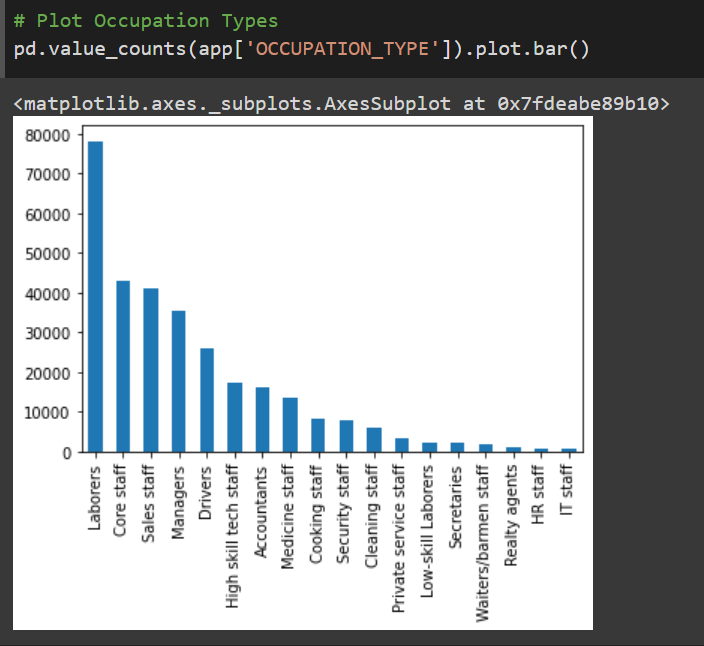 # Plot Occupation Types
pd.value_counts(app['OCCUPATION_TYPE']).plot.bar()
<matplotlib.axes._subplots.AxesSubplot at 0x7fdeabe89b10>
80000
70000
60000
50000
40000
30000
20000
10000
0
Laborers
Core staff
Sales staff
Managers
Drivers
High skill tech staff
Accountants
Medicine staff
Cooking staff
Security staff
Cleaning staff
Private service staff
Low-skill Laborers
Secretaries
Waiters/barmen staff
Realty agents
HR staff
IT staff